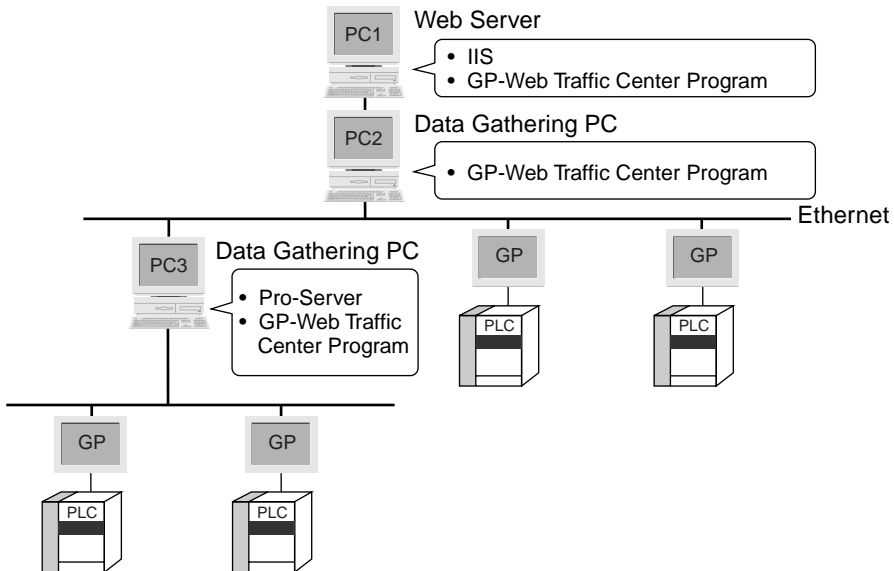 Web Server
PC1
• IIS
• GP-Web Traffic Center Program
Data Gathering PC
PC2
• GP-Web Traffic Center Program
Ethernet
Data Gathering PC
PC3
• Pro-Server
• GP-Web Traffic
Center Program
GP
GP
PLC
PLC
GP
GP
PLC
PLC